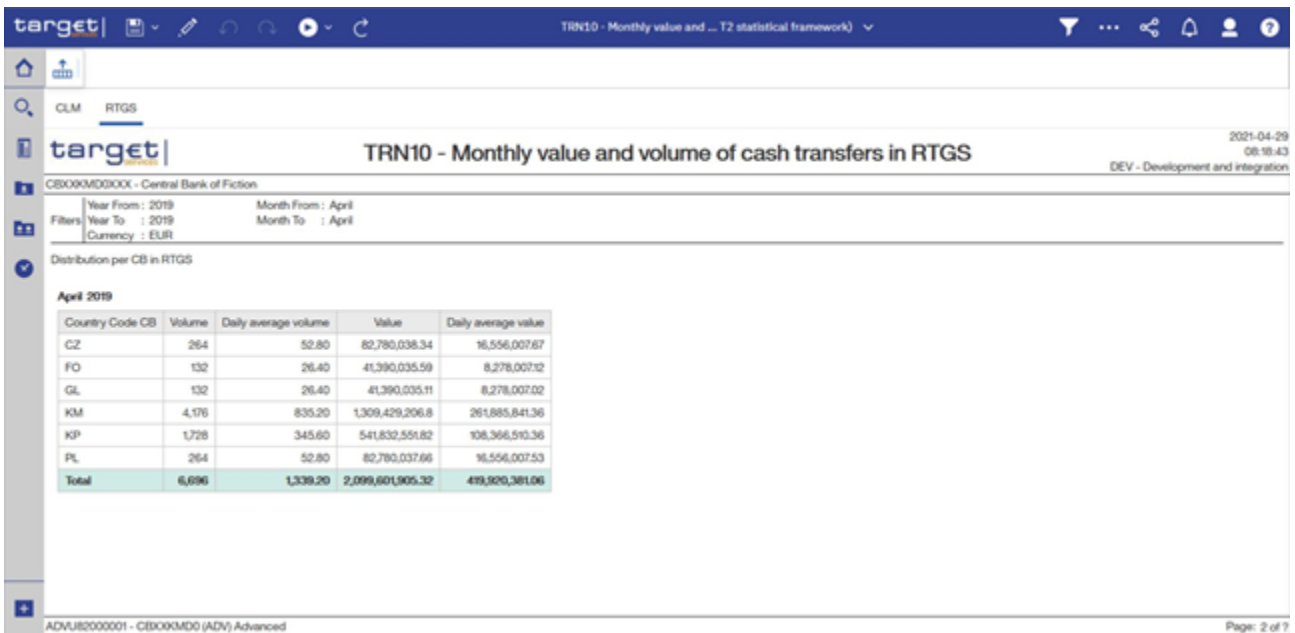 target|
TRN10 - Monthly value and ... T2 statistical framework)
CLM RTGS
target|
services
TRN10 - Monthly value and volume of cash transfers in RTGS
2021-04-29
08:18:43
DEV - Development and integration
CBXXKMD0XXX - Central Bank of Fiction
Filters
Year From : 2019 Month From : April
Year To : 2019 Month To : April
Currency : EUR
Distribution per CB in RTGS
April 2019
Country Code CB Volume Daily average volume Value Daily average value
CZ 264 52.80 82,780,038.34 16,556,007.67
FO 132 26.40 41,390,035.59 8,278,007.12
GL 132 26.40 41,390,035.11 8,278,007.02
KM 4,176 835.20 1,309,429,206.8 261,885,841.36
KP 1,728 345.60 541,832,551.82 108,366,510.36
PL 264 52.80 82,780,037.66 16,556,007.53
Total 6,696 1,339.20 2,099,601,905.32 419,920,381.06
ADVU82000001 - CBXXKMD0 (ADV) Advanced
Page: 2 of ?